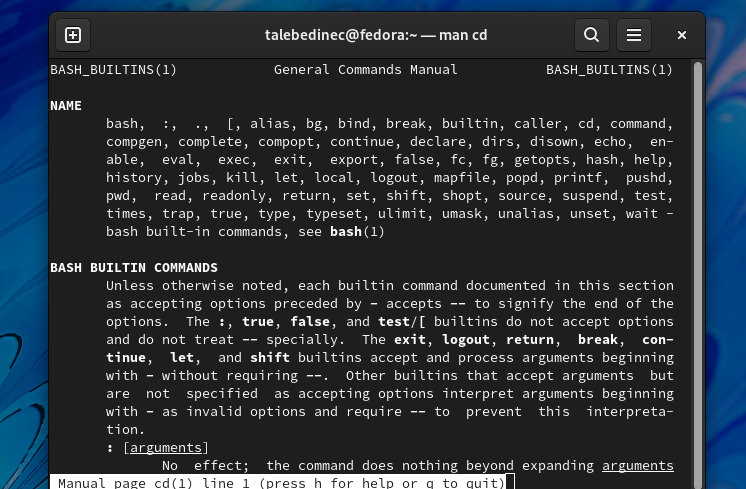 talebedinec@fedora:~ — man cd
BASH_BUILTINS(1) General Commands Manual BASH_BUILTINS(1)
NAME
bash, :, ., [, alias, bg, bind, break, builtin, caller, cd, command,
compgen, complete, compopt, continue, declare, dirs, disown, echo, en-
able, eval, exec, exit, export, false, fc, fg, getopts, hash, help,
history, jobs, kill, let, local, logout, mapfile, popd, printf, pushd,
pwd, read, readonly, return, set, shift, shopt, source, suspend, test,
times, trap, true, type, typeset, ulimit, umask, unalias, unset, wait -
bash built-in commands, see bash(1)
BASH BUILTIN COMMANDS
Unless otherwise noted, each builtin command documented in this section
as accepting options preceded by - accepts -- to signify the end of the
options. The :, true, false, and test/[ builtins do not accept options
and do not treat -- specially. The exit, logout, return, break, con-
tinue, let, and shift builtins accept and process arguments beginning
with - without requiring --. Other builtins that accept arguments but
are not specified as accepting options interpret arguments beginning
with - as invalid options and require -- to prevent this interpreta-
tion.
: [arguments]
No effect; the command does nothing beyond expanding arguments
Manual page cd(1) line 1 (press h for help or q to quit)